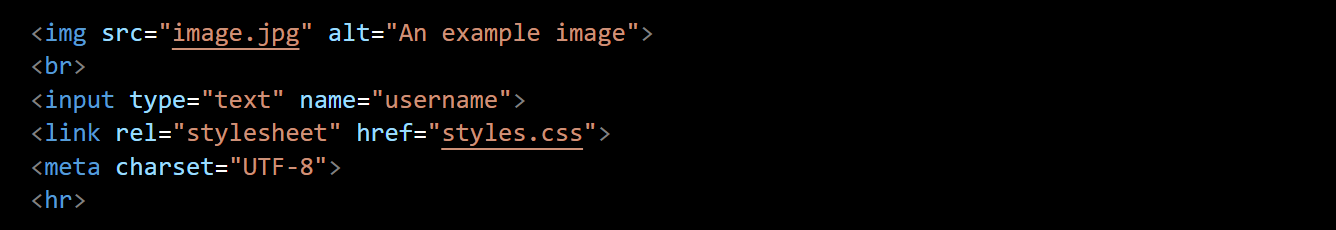 <img src="image.jpg" alt="An example image">
<br>
<input type="text" name="username">
<link rel="stylesheet" href="styles.css">
<meta charset="UTF-8">
<hr>